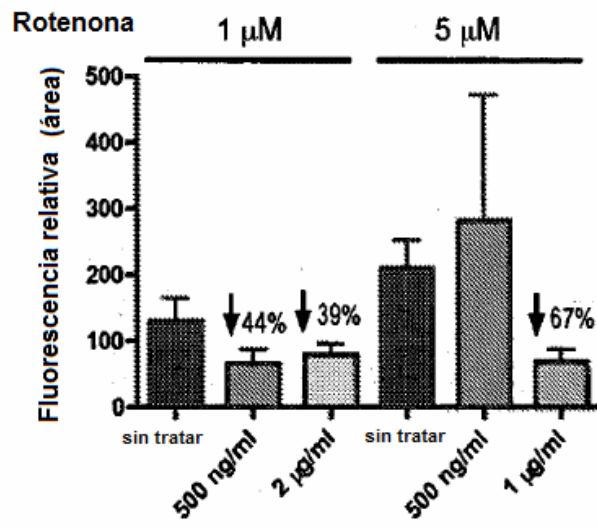 Rotenona
1 μM
5 μM
Fluorescencia relativa (área)
500
400
300
200
100
0
44%
39%
67%
sin tratar
500 ng/ml
2 μg/ml
sin tratar
500 ng/ml
1 μg/ml